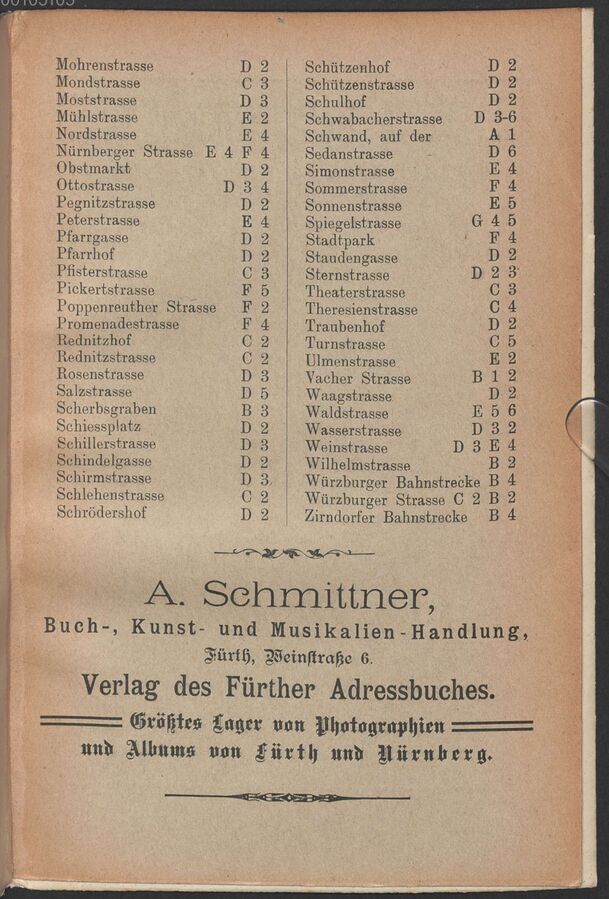 Mohrenstrasse D 2
Mondstrasse C 3
Moststrasse D 3
Mühlstrasse E 2
Nordstrasse E 4
Nürnberger Strasse E 4 F 4
Obstmarkt D 2
Ottostrasse D 3 4
Pegnitzstrasse D 2
Peterstrasse E 4
Pfarrgasse D 2
Pfarrhof D 2
Pfisterstrasse C 3
Pickertstrasse F 5
Poppenreuther Strasse F 2
Promenadestrasse F 4
Rednitzhof C 2
Rednitzstrasse C 2
Rosenstrasse D 3
Salzstrasse D 5
Scherbsgraben B 3
Schiessplatz D 2
Schillerstrasse D 3
Schindelgasse D 2
Schirmstrasse D 3
Schlehenstrasse C 2
Schrödershof D 2
Schützenhof D 2
Schützenstrasse D 2
Schulhof D 2
Schwabacherstrasse D 3-6
Schwand, auf der A 1
Sedanstrasse D 6
Simonstrasse E 4
Sommerstrasse F 4
Sonnenstrasse E 5
Spiegelstrasse G 4 5
Stadtpark F 4
Staudengasse D 2
Sternstrasse D 2 3
Theaterstrasse C 3
Theresienstrasse C 4
Traubenhof D 2
Turnstrasse C 5
Ulmenstrasse E 2
Vacher Strasse B 1 2
Waagstrasse D 2
Waldstrasse E 5 6
Wasserstrasse D 3 2
Weinstrasse D 3 E 4
Wilhelmstrasse B 2
Würzburger Bahnstrecke B 4
Würzburger Strasse C 2 B 2
Zirndorfer Bahnstrecke B 4
A. Schmittner,
Buch-, Kunst- und Musikalien-Handlung,
Fürth, Weinstraße 6.
Verlag des Fürther Adressbuches.
Größtes Lager von Photographien
und Albums von Fürth und Nürnberg.